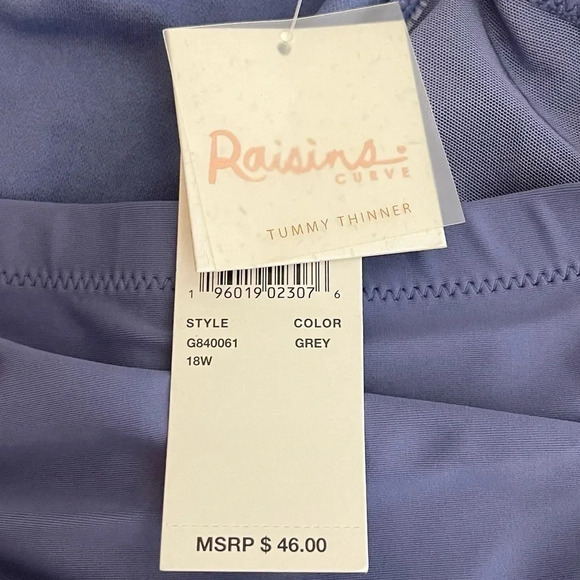 Raisins.
CURVE
TUMMY THINNER
1 96019 02307 6
STYLE COLOR
G840061 GREY
18W
MSRP $ 46.00